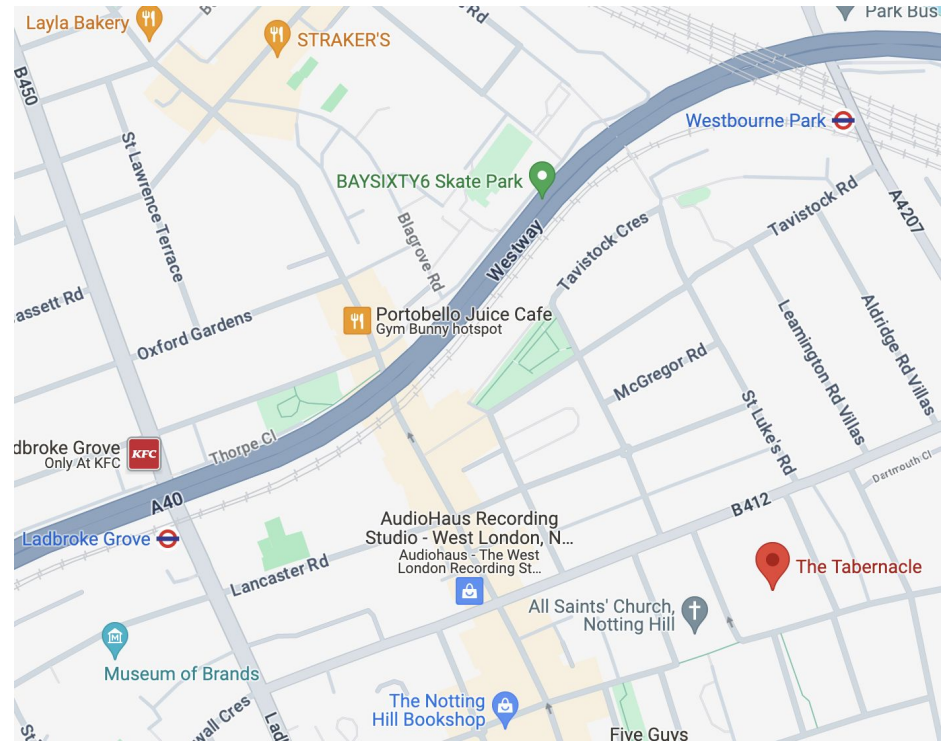 Layla Bakery
STRAKER'S
Rd
Park Bus
B450
Westbourne Park
St Lawrence Terrace
BAYSIXTY6 Skate Park
Blagrove Rd
Westway
Tavistock Cres
Tavistock Rd
A4207
assett Rd
Oxford Gardens
Portobello Juice Cafe
Gym Bunny hotspot
Leamington Rd Villas
Aldridge Rd Villas
McGregor Rd
St Luke's Rd
Thorpe Cl
dbroke Grove
Only At KFC
KFC
Dartmouth Cl
A40
B412
Ladbroke Grove
AudioHaus Recording
Studio - West London, N...
Audiohaus - The West
London Recording St...
Lancaster Rd
The Tabernacle
All Saints' Church,
Notting Hill
M
Museum of Brands
The Notting
Hill Bookshop
wall Cres
Lad
St
Five Guys